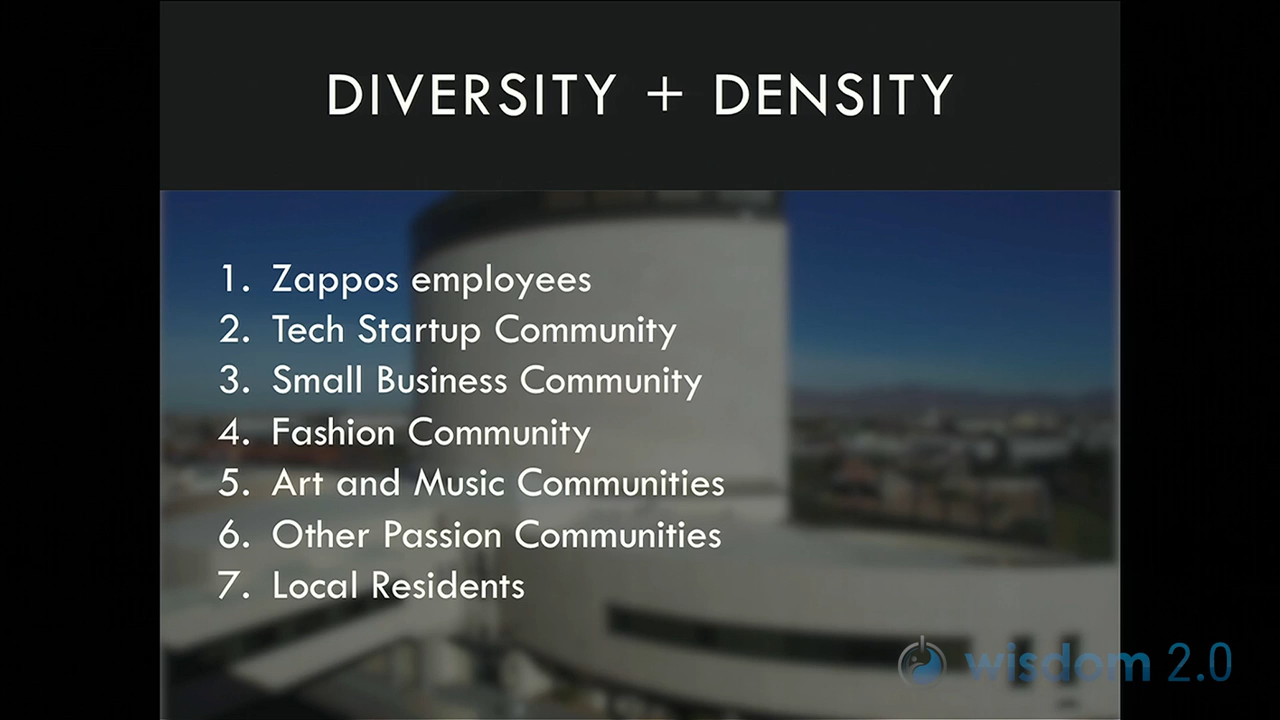 DIVERSITY + DENSITY
1. Zappos employees
2. Tech Startup Community
3. Small Business Community
4. Fashion Community
5. Art and Music Communities
6. Other Passion Communities
7. Local Residents
wisdom 2.0